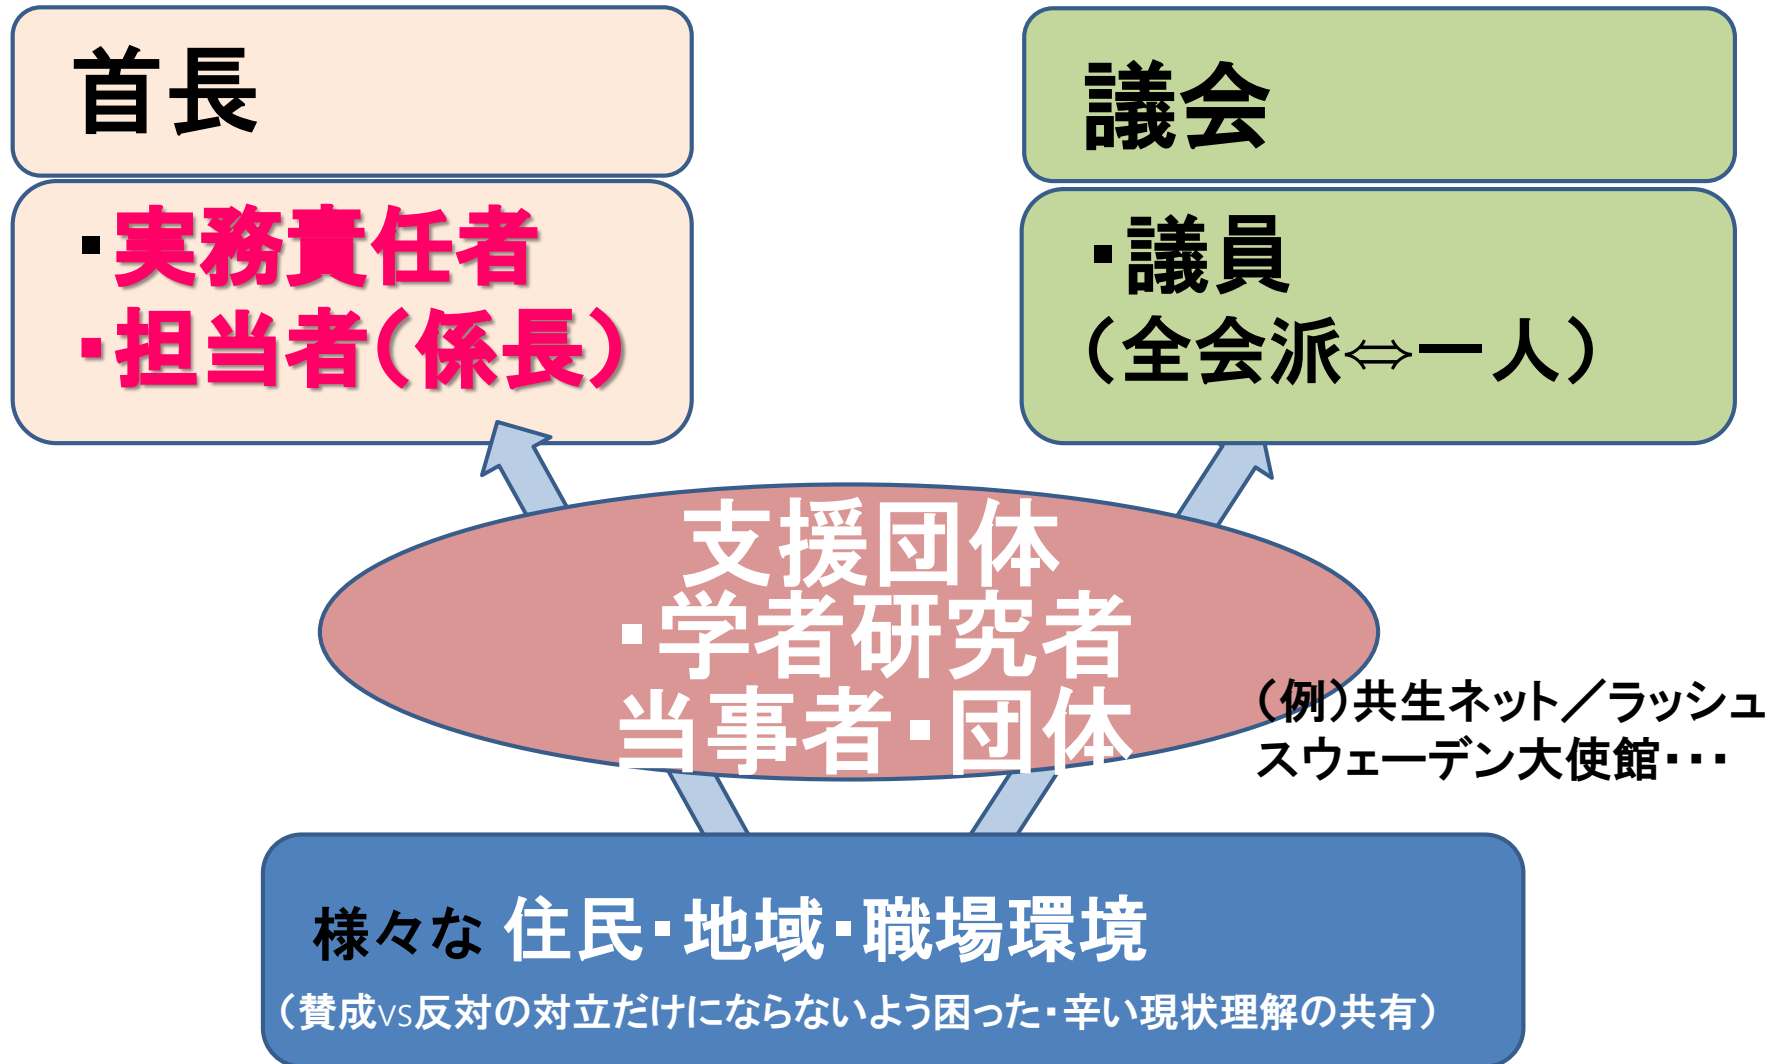 首長
・実務責任者
・担当者（係長）
議会
・議員
（全会派⇔一人）
支援団体
・学者研究者
当事者・団体
（例）共生ネット／ラッシュ
スウェーデン大使館・・・
様々な 住民・地域・職場環境
（賛成VS反対の対立だけにならないよう困った・辛い現状理解の共有）